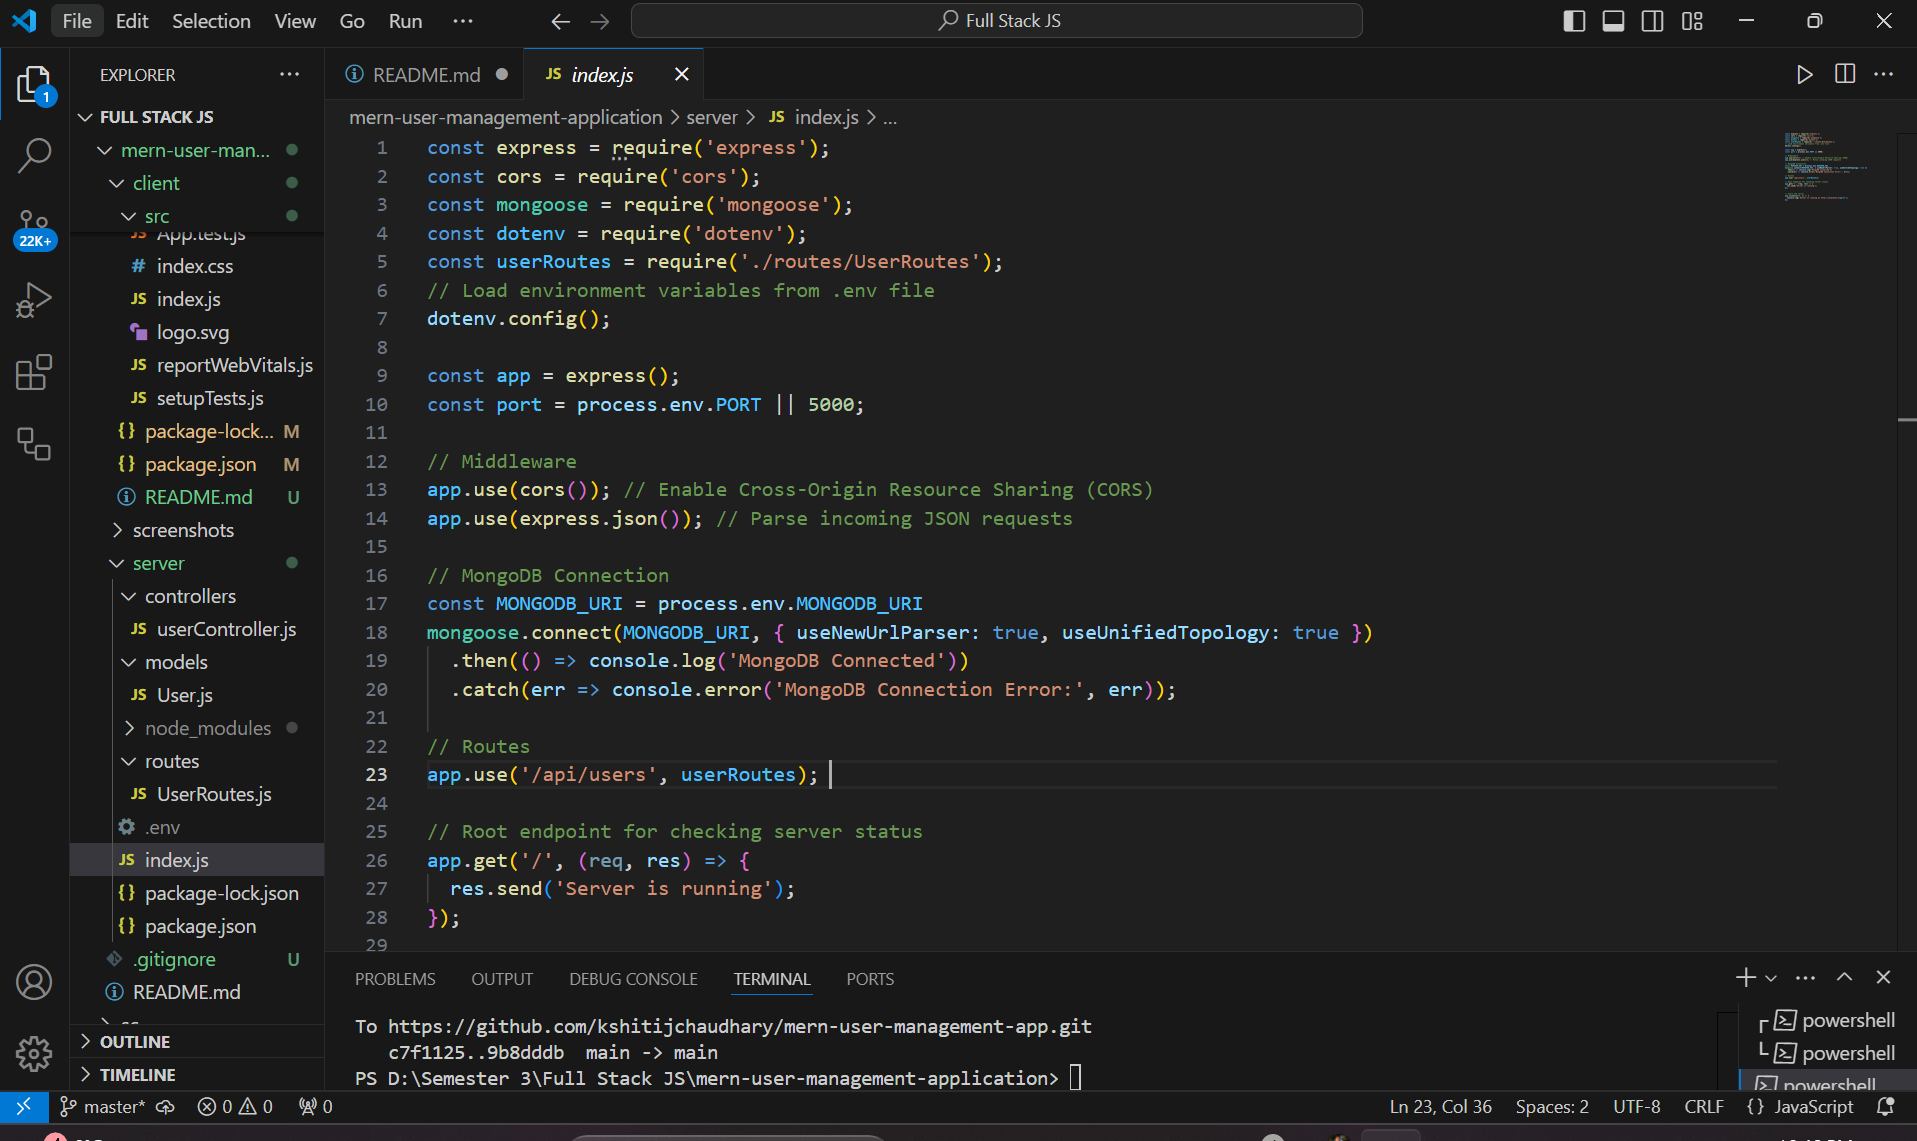 File Edit Selection View Go Run ··· Full Stack JS
EXPLORER ···
FULL STACK JS
mern-user-man...
client
src
App.test.js
# index.css
JS index.js
logo.svg
JS reportWebVitals.js
JS setupTests.js
{} package-lock... M
{} package.json M
README.md U
screenshots
server
controllers
JS userController.js
models
JS User.js
node_modules
routes
JS UserRoutes.js
.env
JS index.js
{} package-lock.json
{} package.json
.gitignore U
README.md
OUTLINE
TIMELINE
1
22K+
README.md JS index.js
mern-user-management-application > server > JS index.js > ...
1 const express = require('express');
2 const cors = require('cors');
3 const mongoose = require('mongoose');
4 const dotenv = require('dotenv');
5 const userRoutes = require('./routes/UserRoutes');
6 // Load environment variables from .env file
7 dotenv.config();
8
9 const app = express();
10 const port = process.env.PORT || 5000;
11
12 // Middleware
13 app.use(cors()); // Enable Cross-Origin Resource Sharing (CORS)
14 app.use(express.json()); // Parse incoming JSON requests
15
16 // MongoDB Connection
17 const MONGODB_URI = process.env.MONGODB_URI
18 mongoose.connect(MONGODB_URI, { useNewUrlParser: true, useUnifiedTopology: true })
19 .then(() => console.log('MongoDB Connected'))
20 .catch(err => console.error('MongoDB Connection Error:', err));
21
22 // Routes
23 app.use('/api/users', userRoutes);
24
25 // Root endpoint for checking server status
26 app.get('/', (req, res) => {
27 res.send('Server is running');
28 });
29
PROBLEMS OUTPUT DEBUG CONSOLE TERMINAL PORTS
To https://github.com/kshitijchaudhary/mern-user-management-app.git
c7f1125..9b8dddb main -> main
PS D:\Semester 3\Full Stack JS\mern-user-management-application>
powershell
powershell
powershell
master* 0 0 0 Ln 23, Col 36 Spaces: 2 UTF-8 CRLF {} JavaScript